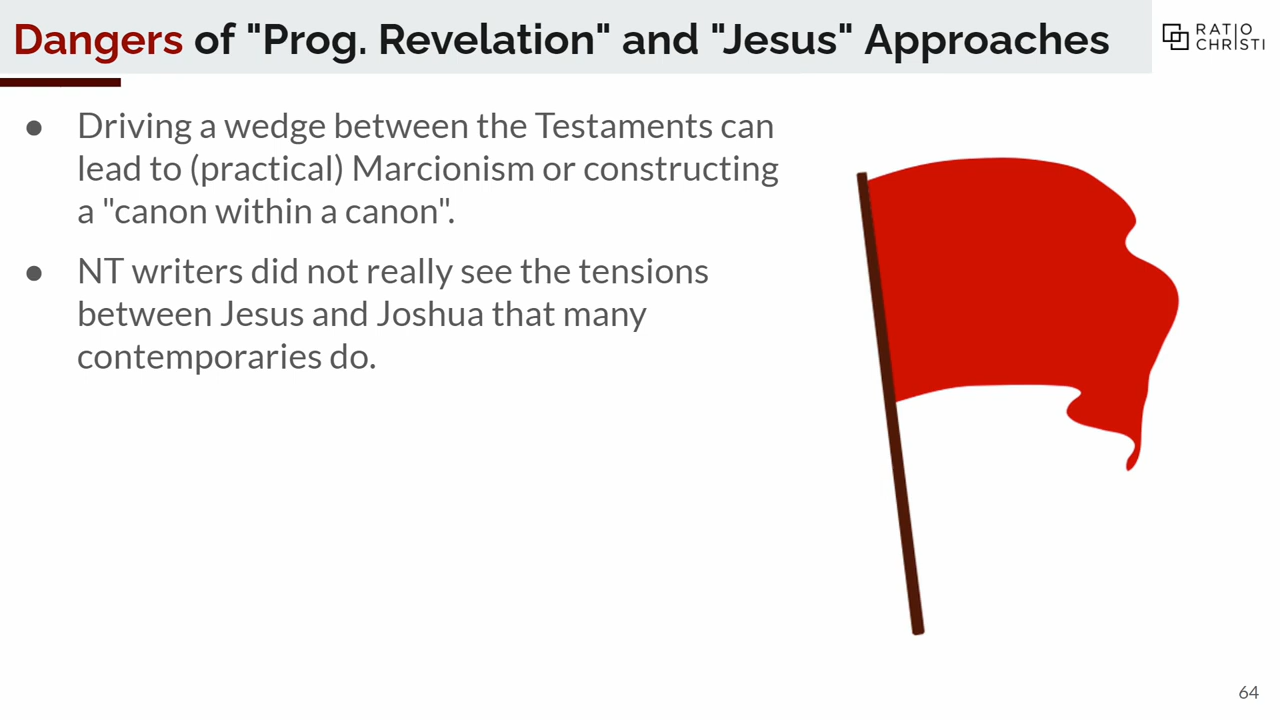 Dangers of "Prog. Revelation" and "Jesus" Approaches
RATIO
CHRISTI
● Driving a wedge between the Testaments can
lead to (practical) Marcionism or constructing
a "canon within a canon".
● NT writers did not really see the tensions
between Jesus and Joshua that many
contemporaries do.
64